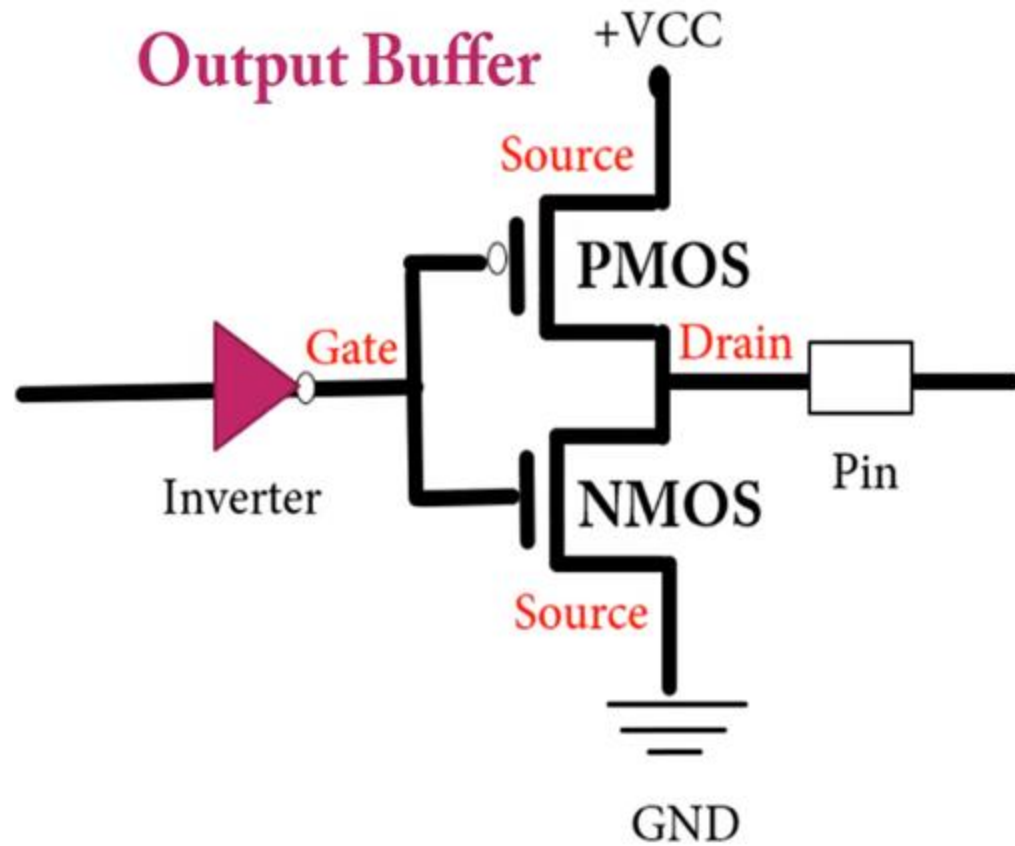 Output Buffer
+VCC
Source
PMOS
Gate
Drain
Inverter
Pin
NMOS
Source
GND